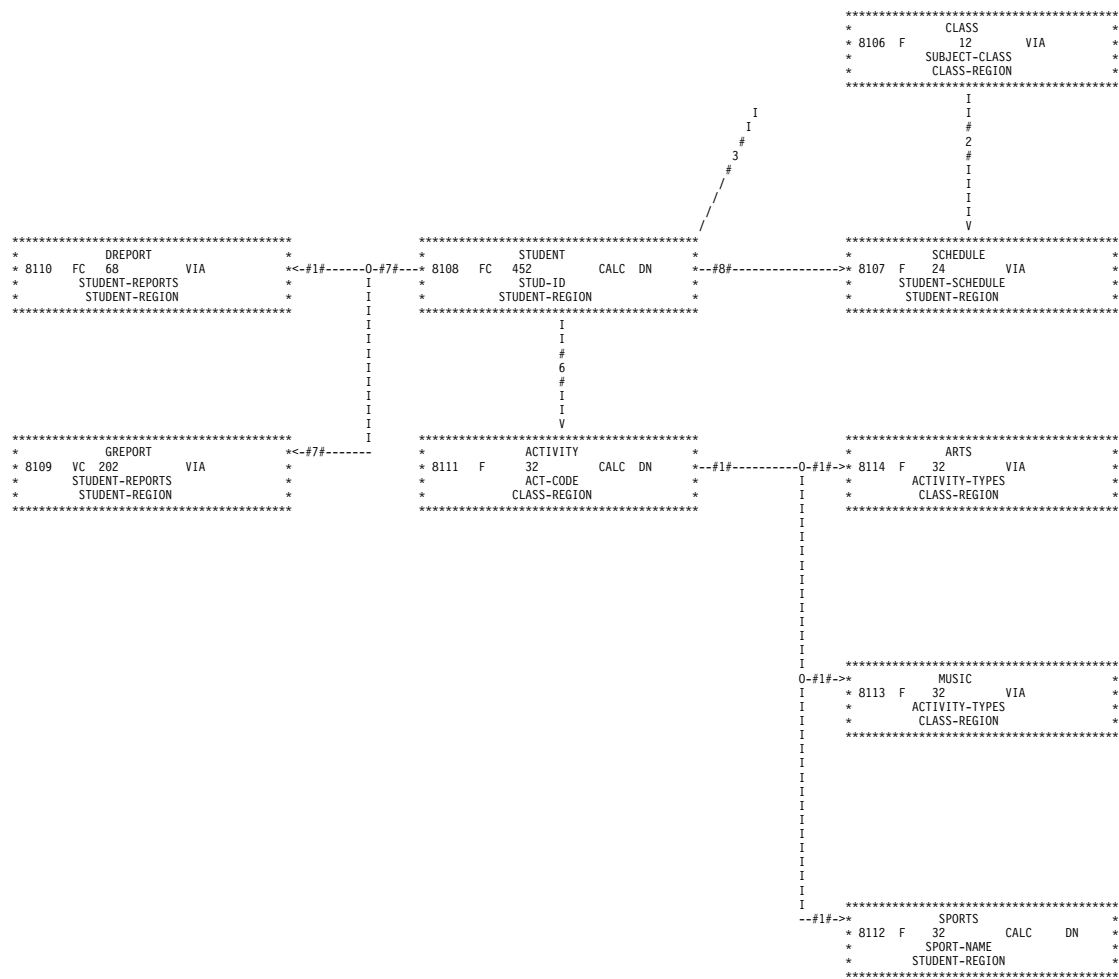 *****************************************
* CLASS *
* 8106 F 12 VIA *
* SUBJECT-CLASS *
* CLASS-REGION *
*****************************************
I
I I
I #
# 2
3 #
# I
/ I
/ I
/ I
/ V
****************************************** ****************************************** *****************************************
* DREPORT * * STUDENT * * SCHEDULE *
* 8110 FC 68 VIA *<-#1#------O-#7#---* 8108 FC 452 CALC DN *--#8#---------------->* 8107 F 24 VIA *
* STUDENT-REPORTS * I * STUD-ID * * STUDENT-SCHEDULE *
* STUDENT-REGION * I * STUDENT-REGION * * STUDENT-REGION *
****************************************** I ****************************************** *****************************************
I I
I I
I #
I 6
I #
I I
I I
I V
****************************************** I ****************************************** *****************************************
* GREPORT *<-#7#------- * ACTIVITY * * ARTS *
* 8109 VC 202 VIA * * 8111 F 32 CALC DN *--#1#----------O-#1#->* 8114 F 32 VIA *
* STUDENT-REPORTS * * ACT-CODE * I * ACTIVITY-TYPES *
* STUDENT-REGION * * CLASS-REGION * I * CLASS-REGION *
****************************************** ****************************************** I *****************************************
I
I
I
I
I
I
I
I
I
I
I *****************************************
O-#1#->* MUSIC *
I * 8113 F 32 VIA *
I * ACTIVITY-TYPES *
I * CLASS-REGION *
I *****************************************
I
I
I
I
I
I
I
I
I
I
I
I *****************************************
--#1#->* SPORTS *
* 8112 F 32 CALC DN *
* SPORT-NAME *
* STUDENT-REGION *
*****************************************